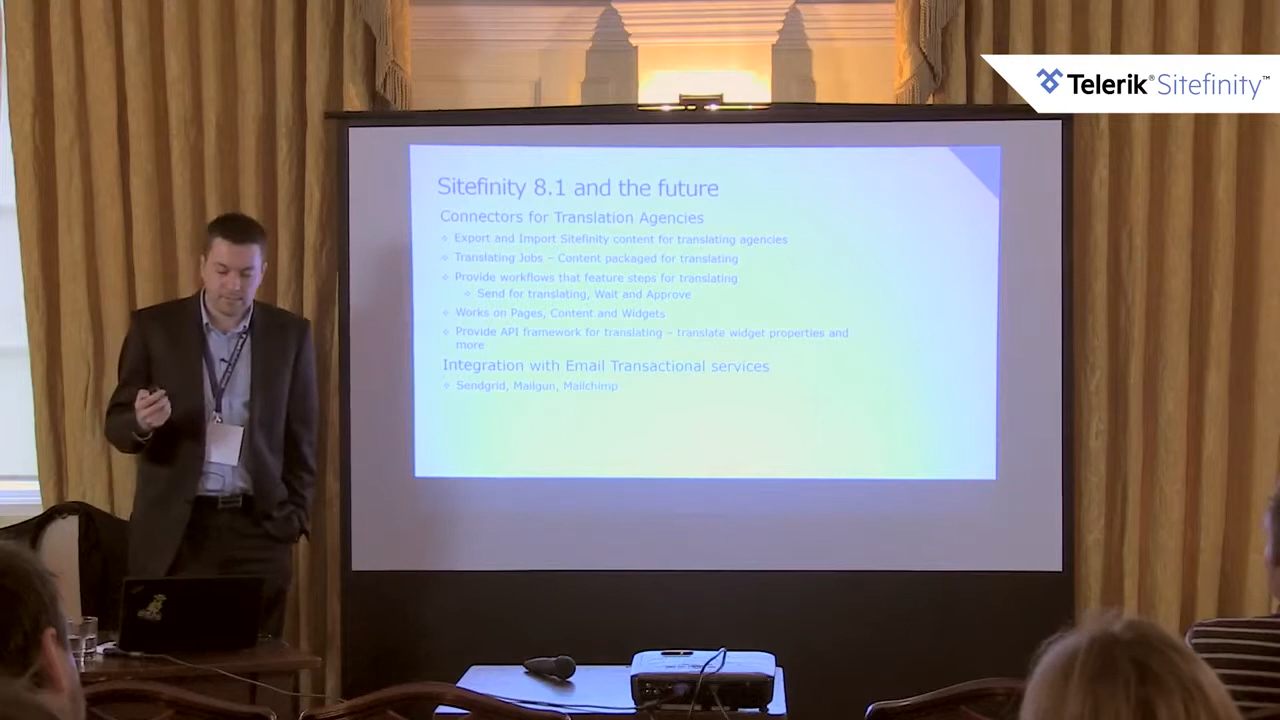 Telerik® Sitefinity™
Sitefinity 8.1 and the future
Connectors for Translation Agencies
Export and Import Sitefinity content for translating agencies
Translating Jobs – Content packaged for translating
Provide workflows that feature steps for translating
Send for translating, Wait and Approve
Works on Pages, Content and Widgets
Provide API framework for translating – translate widget properties and
more
Integration with Email Transactional services
Sendgrid, Mailgun, Mailchimp